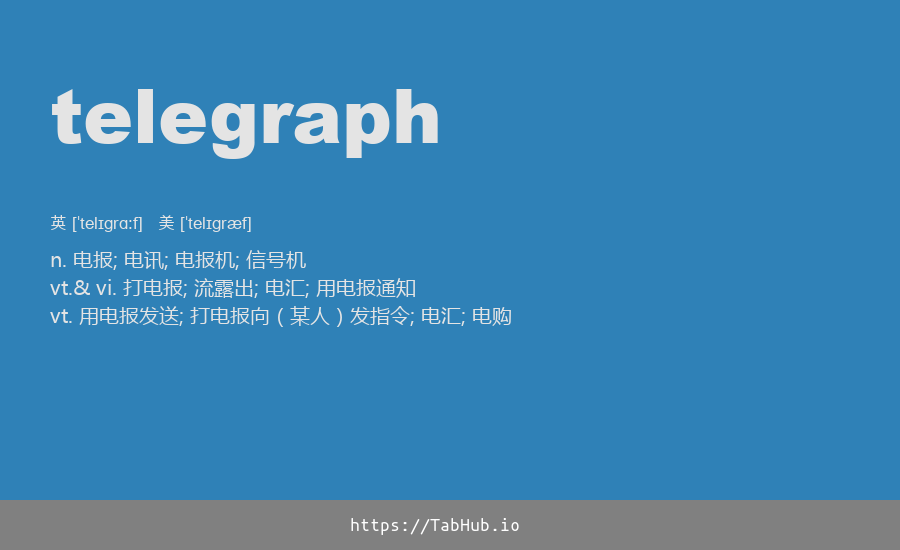 telegraph
英 [ˈtelɪgrɑːf] 美 [ˈtelɪgræf]
n. 电报; 电讯; 电报机; 信号机
vt.& vi. 打电报; 流露出; 电汇; 用电报通知
vt. 用电报发送; 打电报向（某人）发指令; 电汇; 电购
https://TabHub.io